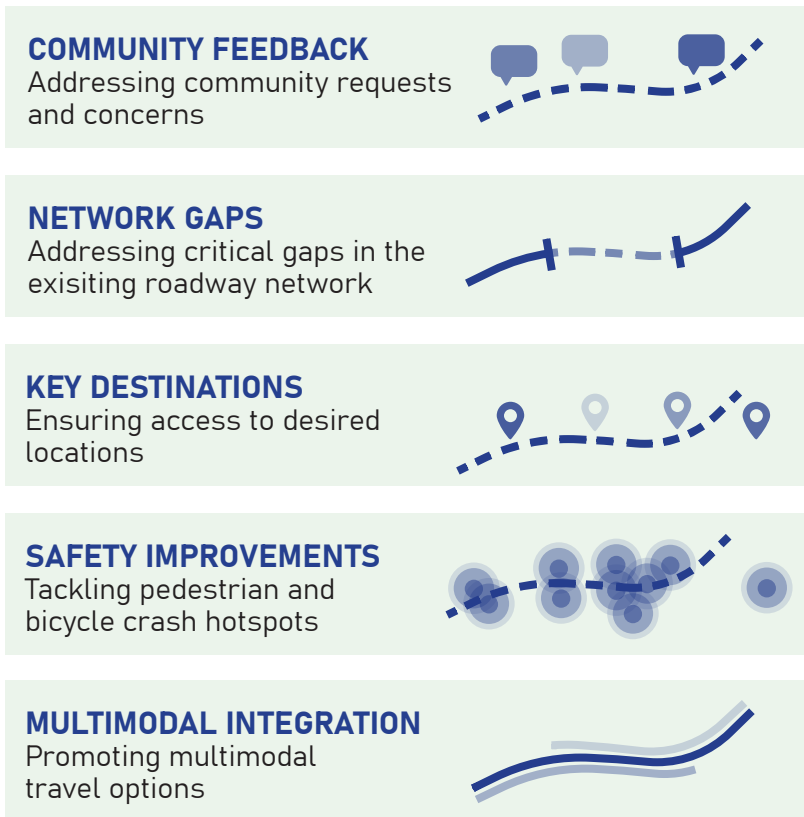 COMMUNITY FEEDBACK
Addressing community requests
and concerns
NETWORK GAPS
Addressing critical gaps in the
exisiting roadway network
KEY DESTINATIONS
Ensuring access to desired
locations
SAFETY IMPROVEMENTS
Tackling pedestrian and
bicycle crash hotspots
MULTIMODAL INTEGRATION
Promoting multimodal
travel options